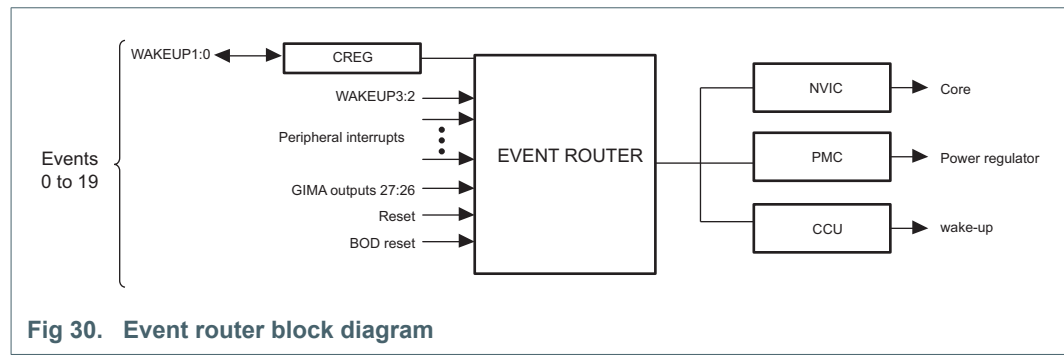 WAKEUP1:0
CREG
WAKEUP3:2
Peripheral interrupts
Events
0 to 19
GIMA outputs 27:26
Reset
BOD reset
EVENT ROUTER
NVIC
Core
PMC
Power regulator
CCU
wake-up
Fig 30. Event router block diagram